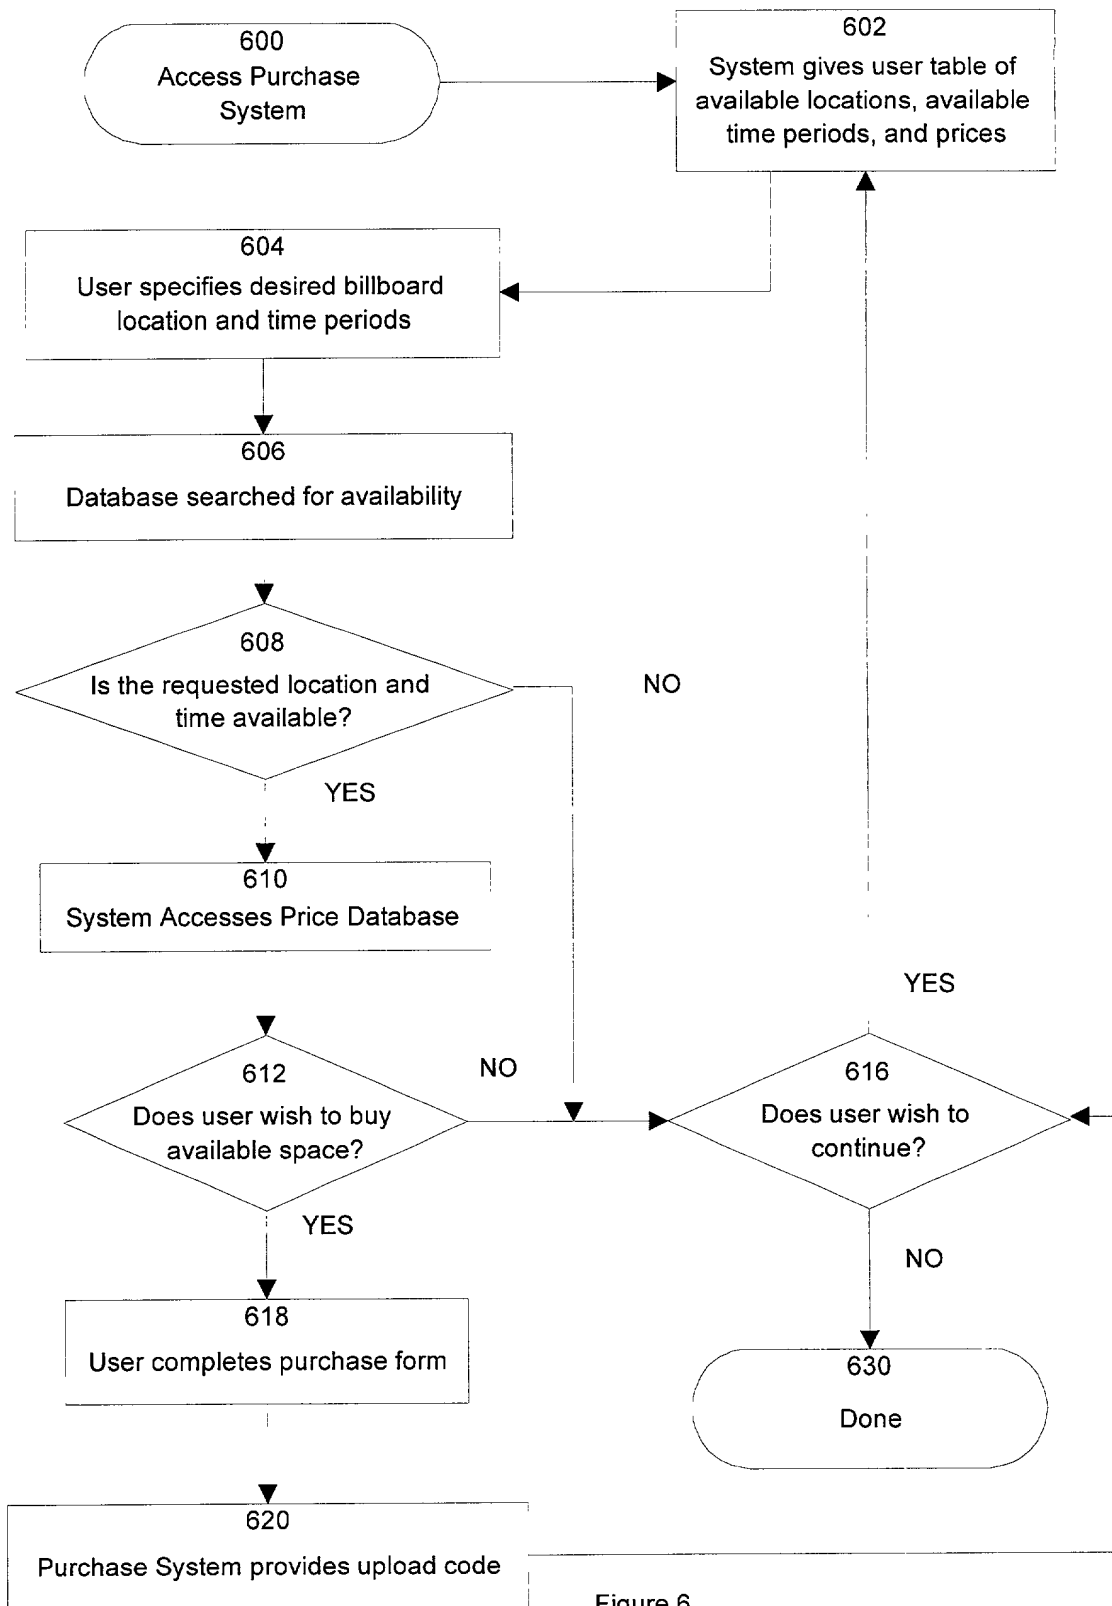 600
Access Purchase
System
602
System gives user table of
available locations, available
time periods, and prices
604
User specifies desired billboard
location and time periods
606
Database searched for availability
608
Is the requested location and
time available?
NO
YES
610
System Accesses Price Database
YES
612
Does user wish to buy
available space?
NO
616
Does user wish to
continue?
YES
NO
618
User completes purchase form
630
Done
620
Purchase System provides upload code
Figure 6